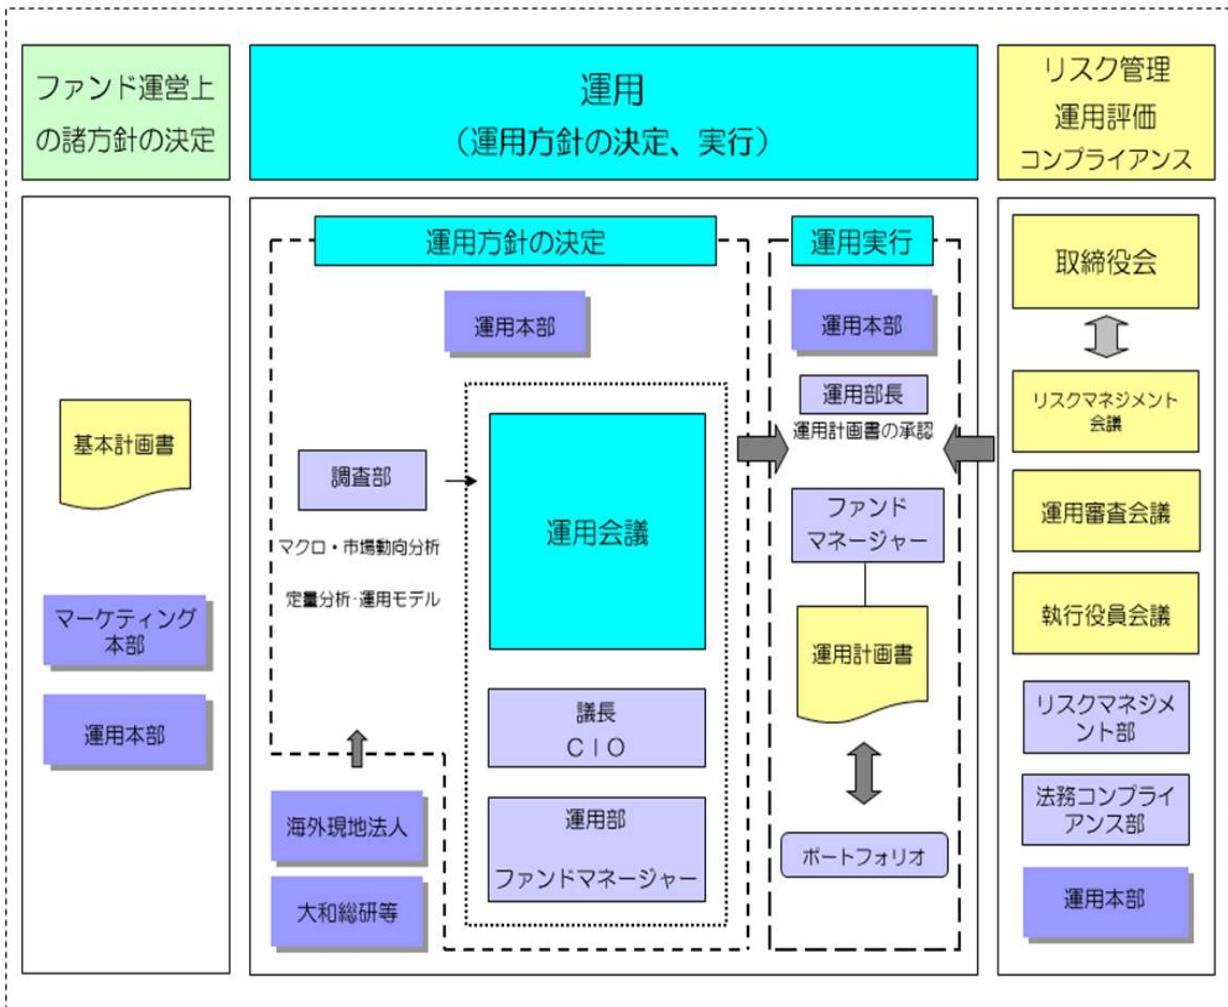 ファンド運営上
の諸方針の決定
運用
（運用方針の決定、実行）
リスク管理
運用評価
コンプライアンス
基本計画書
マーケティング
本部
運用本部
運用方針の決定
運用本部
調査部
マクロ・市場動向分析
定量分析･運用モデル
運用会議
議長
ＣＩＯ
運用部
ファンドマネージャー
海外現地法人
大和総研等
運用実行
運用本部
運用部長
運用計画書の承認
ファンド
マネージャー
運用計画書
ポートフォリオ
取締役会
リスクマネジメント
会議
運用審査会議
執行役員会議
リスクマネジメ
ント部
法務コンプライ
アンス部
運用本部